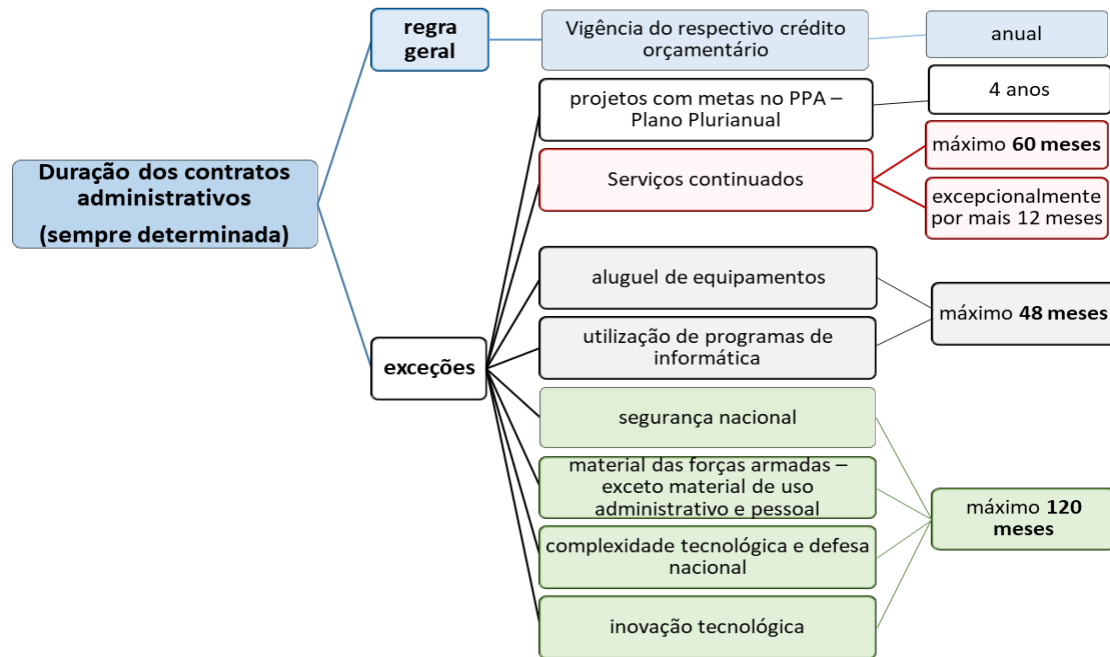 Duração dos contratos
administrativos
(sempre determinada)
regra
geral
Vigência do respectivo crédito
orçamentário
anual
exceções
projetos com metas no PPA –
Plano Plurianual
4 anos
Serviços continuados
máximo 60 meses
excepcionalmente
por mais 12 meses
aluguel de equipamentos
utilização de programas de
informática
máximo 48 meses
segurança nacional
material das forças armadas –
exceto material de uso
administrativo e pessoal
complexidade tecnológica e defesa
nacional
inovação tecnológica
máximo 120
meses